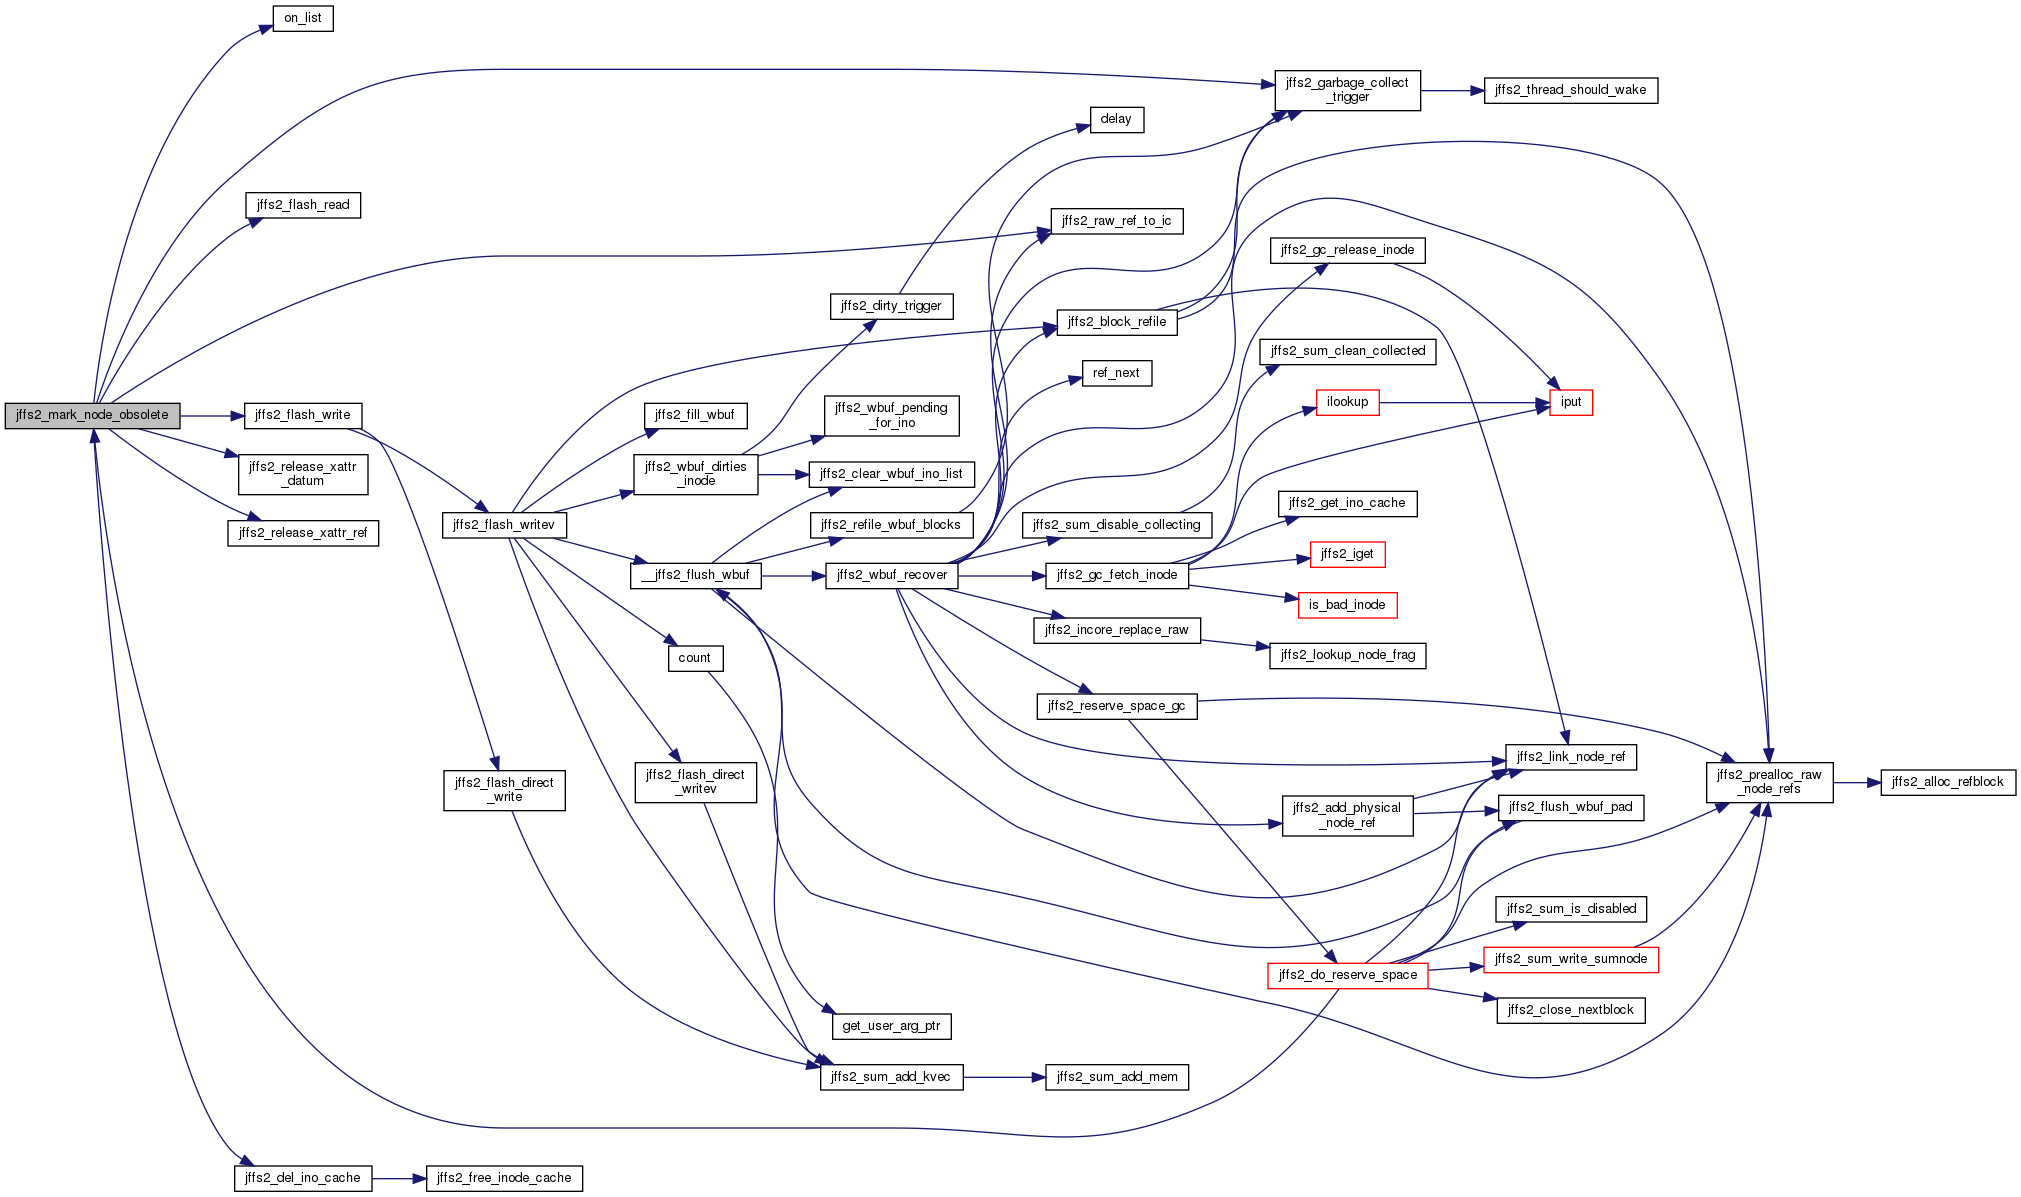 on_list
jffs2_garbage_collect
_trigger
jffs2_thread_should_wake
delay
jffs2_flash_read
jffs2_raw_ref_to_ic
jffs2_gc_release_inode
jffs2_dirty_trigger
jffs2_block_refile
jffs2_sum_clean_collected
ref_next
jffs2_mark_node_obsolete
jffs2_flash_write
jffs2_fill_wbuf
jffs2_wbuf_pending
_for_ino
ilookup
iput
jffs2_release_xattr
_datum
jffs2_wbuf_dirties
_inode
jffs2_clear_wbuf_ino_list
jffs2_get_ino_cache
jffs2_release_xattr_ref
jffs2_flash_writev
jffs2_refile_wbuf_blocks
jffs2_sum_disable_collecting
jffs2_iget
__jffs2_flush_wbuf
jffs2_wbuf_recover
jffs2_gc_fetch_inode
is_bad_inode
jffs2_incore_replace_raw
count
jffs2_lookup_node_frag
jffs2_reserve_space_gc
jffs2_link_node_ref
jffs2_flash_direct
_write
jffs2_flash_direct
_writev
jffs2_prealloc_raw
_node_refs
jffs2_alloc_refblock
jffs2_add_physical
_node_ref
jffs2_flush_wbuf_pad
jffs2_sum_is_disabled
jffs2_sum_write_sumnode
jffs2_do_reserve_space
jffs2_close_nextblock
get_user_arg_ptr
jffs2_sum_add_kvec
jffs2_sum_add_mem
jffs2_del_ino_cache
jffs2_free_inode_cache